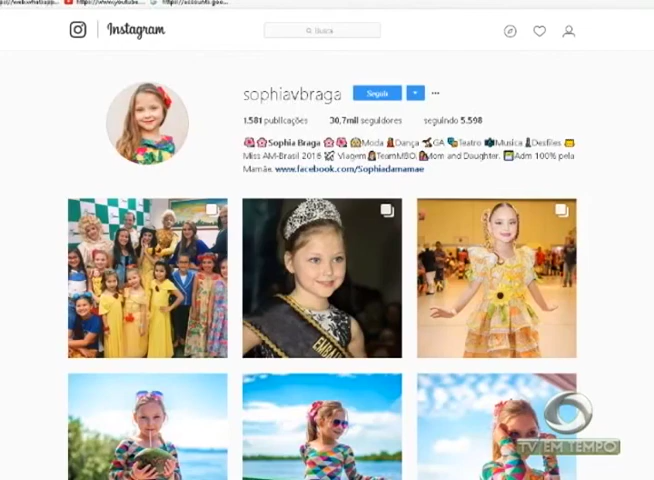 Instagram
Busca
sophiavbraga Seguir
1.581 publicações 30,7mil seguidores seguindo 5.598
Sophia Braga Moda Dança GA Teatro Musica Desfiles
Miss AM-Brasil 2016 Viagem TeamMBO Mom and Daughter. Adm 100% pela
Mamãe. www.facebook.com/Sophiadamamae
TV EM TEMPO